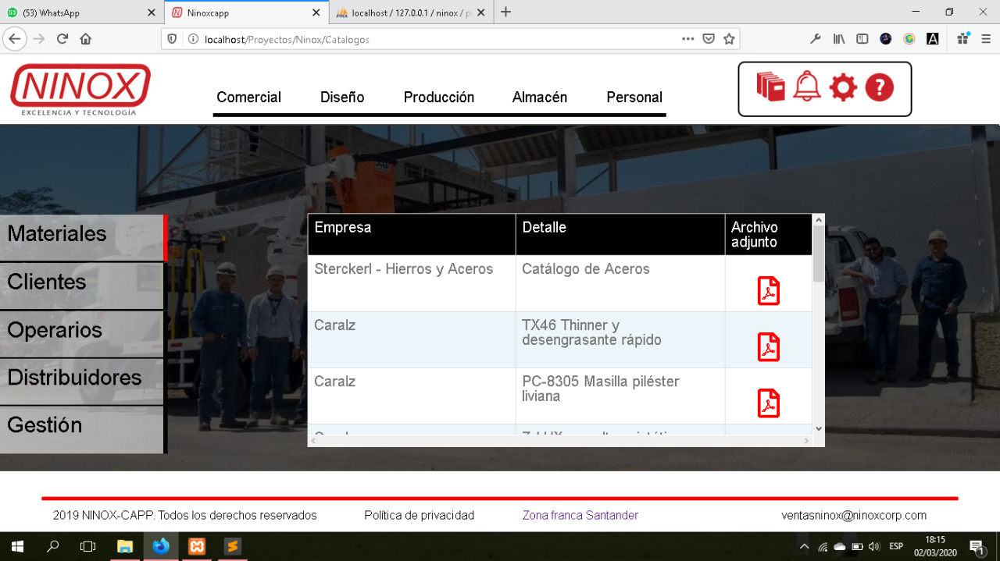 53
(53) WhatsApp
Ninoxcapp
localhost / 127.0.0.1 / ninox / p
localhost/Proyectos/Ninox/Catalogos
NINOX
EXCELENCIA Y TECNOLOGÍA
Comercial
Diseño
Producción
Almacén
Personal
?
Materiales
Clientes
Operarios
Distribuidores
Gestión
Empresa
Detalle
Archivo
adjunto
Sterckerl - Hierros y Aceros
Catálogo de Aceros
Caralz
TX46 Thinner y
desengrasante rápido
Caralz
PC-8305 Masilla piléster
liviana
2019 NINOX-CAPP. Todos los derechos reservados
Política de privacidad
Zona franca Santander
ventasninox@ninoxcorp.com
ESP
18:15
02/03/2020
1